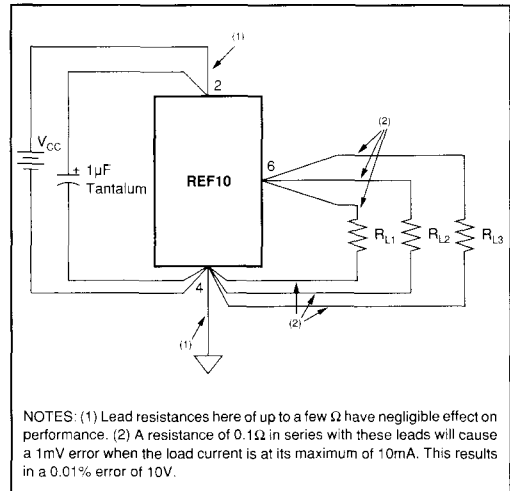 (1)
2
V_CC
+ 1µF
Tantalum
REF10
6
(2)
R_L1
R_L2
R_L3
4
(1)
(2)
NOTES: (1) Lead resistances here of up to a few Ω have negligible effect on
performance. (2) A resistance of 0.1Ω in series with these leads will cause
a 1mV error when the load current is at its maximum of 10mA. This results
in a 0.01% error of 10V.